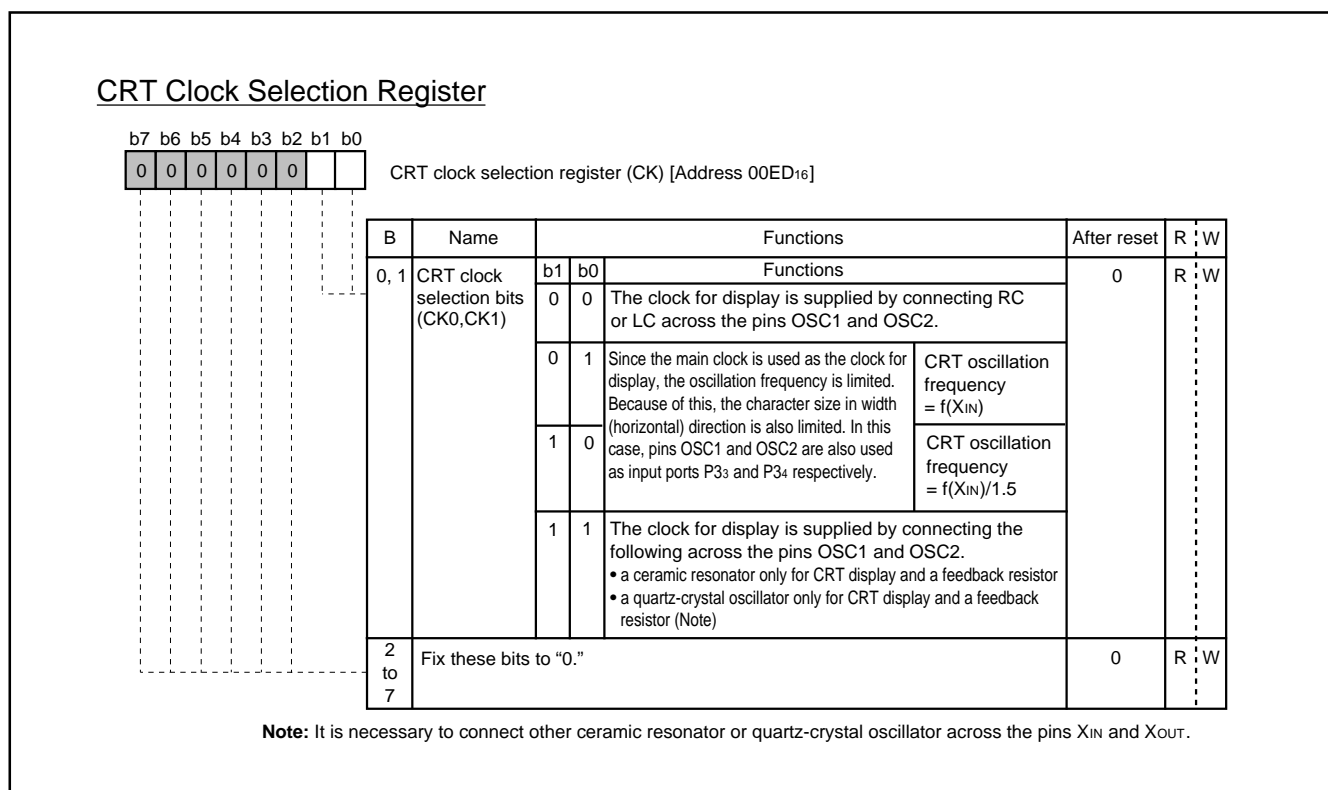 CRT Clock Selection Register
b7 b6 b5 b4 b3 b2 b1 b0
0 0 0 0 0 0
CRT clock selection register (CK) [Address 00ED16]
B Name Functions After reset R W
0, 1 CRT clock selection bits (CK0,CK1)
b1 b0 Functions
0 R W
0 0 The clock for display is supplied by connecting RC
or LC across the pins OSC1 and OSC2.
0 1
Since the main clock is used as the clock for
display, the oscillation frequency is limited.
Because of this, the character size in width
(horizontal) direction is also limited. In this
case, pins OSC1 and OSC2 are also used
as input ports P33 and P34 respectively.
CRT oscillation
frequency
= f(XIN)
1 0
CRT oscillation
frequency
= f(XIN)/1.5
1 1 The clock for display is supplied by connecting the
following across the pins OSC1 and OSC2.
• a ceramic resonator only for CRT display and a feedback resistor
• a quartz-crystal oscillator only for CRT display and a feedback
resistor (Note)
2
to
7
Fix these bits to “0.”
0 R W
Note: It is necessary to connect other ceramic resonator or quartz-crystal oscillator across the pins XIN and XOUT.